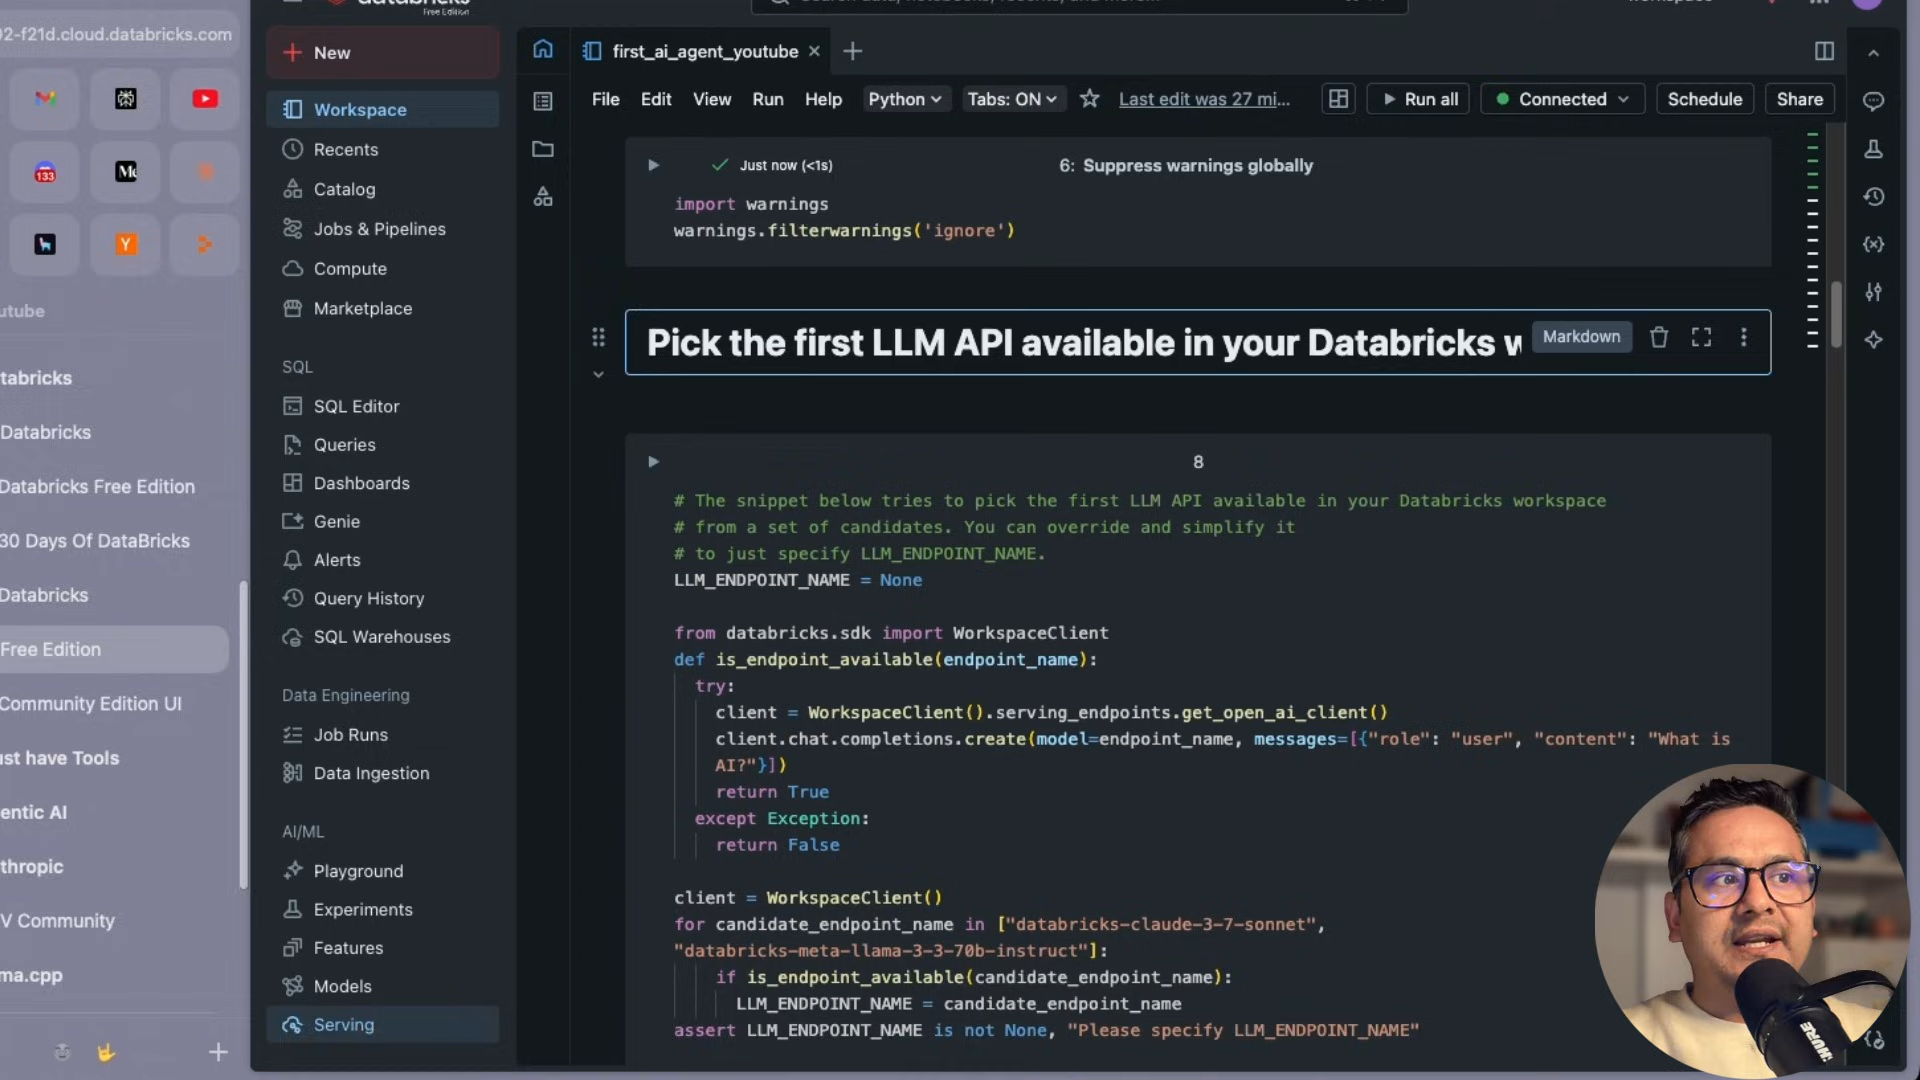 02-f21d.cloud.databricks.com
133
utube
tabricks
Databricks
Databricks Free Edition
30 Days Of DataBricks
Databricks
Free Edition
Community Edition UI
ust have Tools
entic AI
thropic
V Community
ma.cpp
databricks
Free Edition
New
Workspace
Recents
Catalog
Jobs & Pipelines
Compute
Marketplace
SQL
SQL Editor
Queries
Dashboards
Genie
Alerts
Query History
SQL Warehouses
Data Engineering
Job Runs
Data Ingestion
AI/ML
Playground
Experiments
Features
Models
Serving
first_ai_agent_youtube
File Edit View Run Help Python Tabs: ON Last edit was 27 mi... Run all Connected Schedule Share
Just now (<1s) 6: Suppress warnings globally
import warnings
warnings.filterwarnings('ignore')
Pick the first LLM API available in your Databricks w
Markdown
8
# The snippet below tries to pick the first LLM API available in your Databricks workspace
# from a set of candidates. You can override and simplify it
# to just specify LLM_ENDPOINT_NAME.
LLM_ENDPOINT_NAME = None
from databricks.sdk import WorkspaceClient
def is_endpoint_available(endpoint_name):
try:
client = WorkspaceClient().serving_endpoints.get_open_ai_client()
client.chat.completions.create(model=endpoint_name, messages=[{"role": "user", "content": "What is
AI?"}])
return True
except Exception:
return False
client = WorkspaceClient()
for candidate_endpoint_name in ["databricks-claude-3-7-sonnet",
"databricks-meta-llama-3-3-70b-instruct"]:
if is_endpoint_available(candidate_endpoint_name):
LLM_ENDPOINT_NAME = candidate_endpoint_name
assert LLM_ENDPOINT_NAME is not None, "Please specify LLM_ENDPOINT_NAME"
SHURE